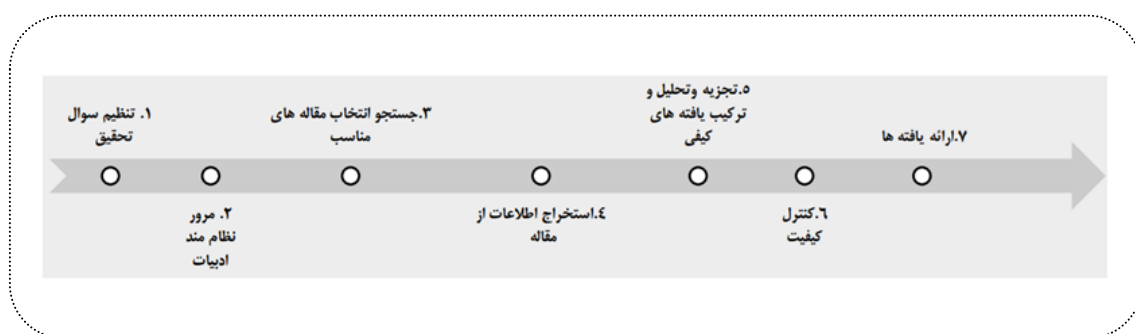 ۱. تنظیم سوال
تحقیق
۲. مرور
نظام مند
ادبیات
۳.جستجو انتخاب مقاله های
مناسب
٤.استخراج اطلاعات از
مقاله
٥.تجزیه وتحلیل و
ترکیب یافته های
کیفی
٦.کنترل
کیفیت
۷.ارائه یافته ها